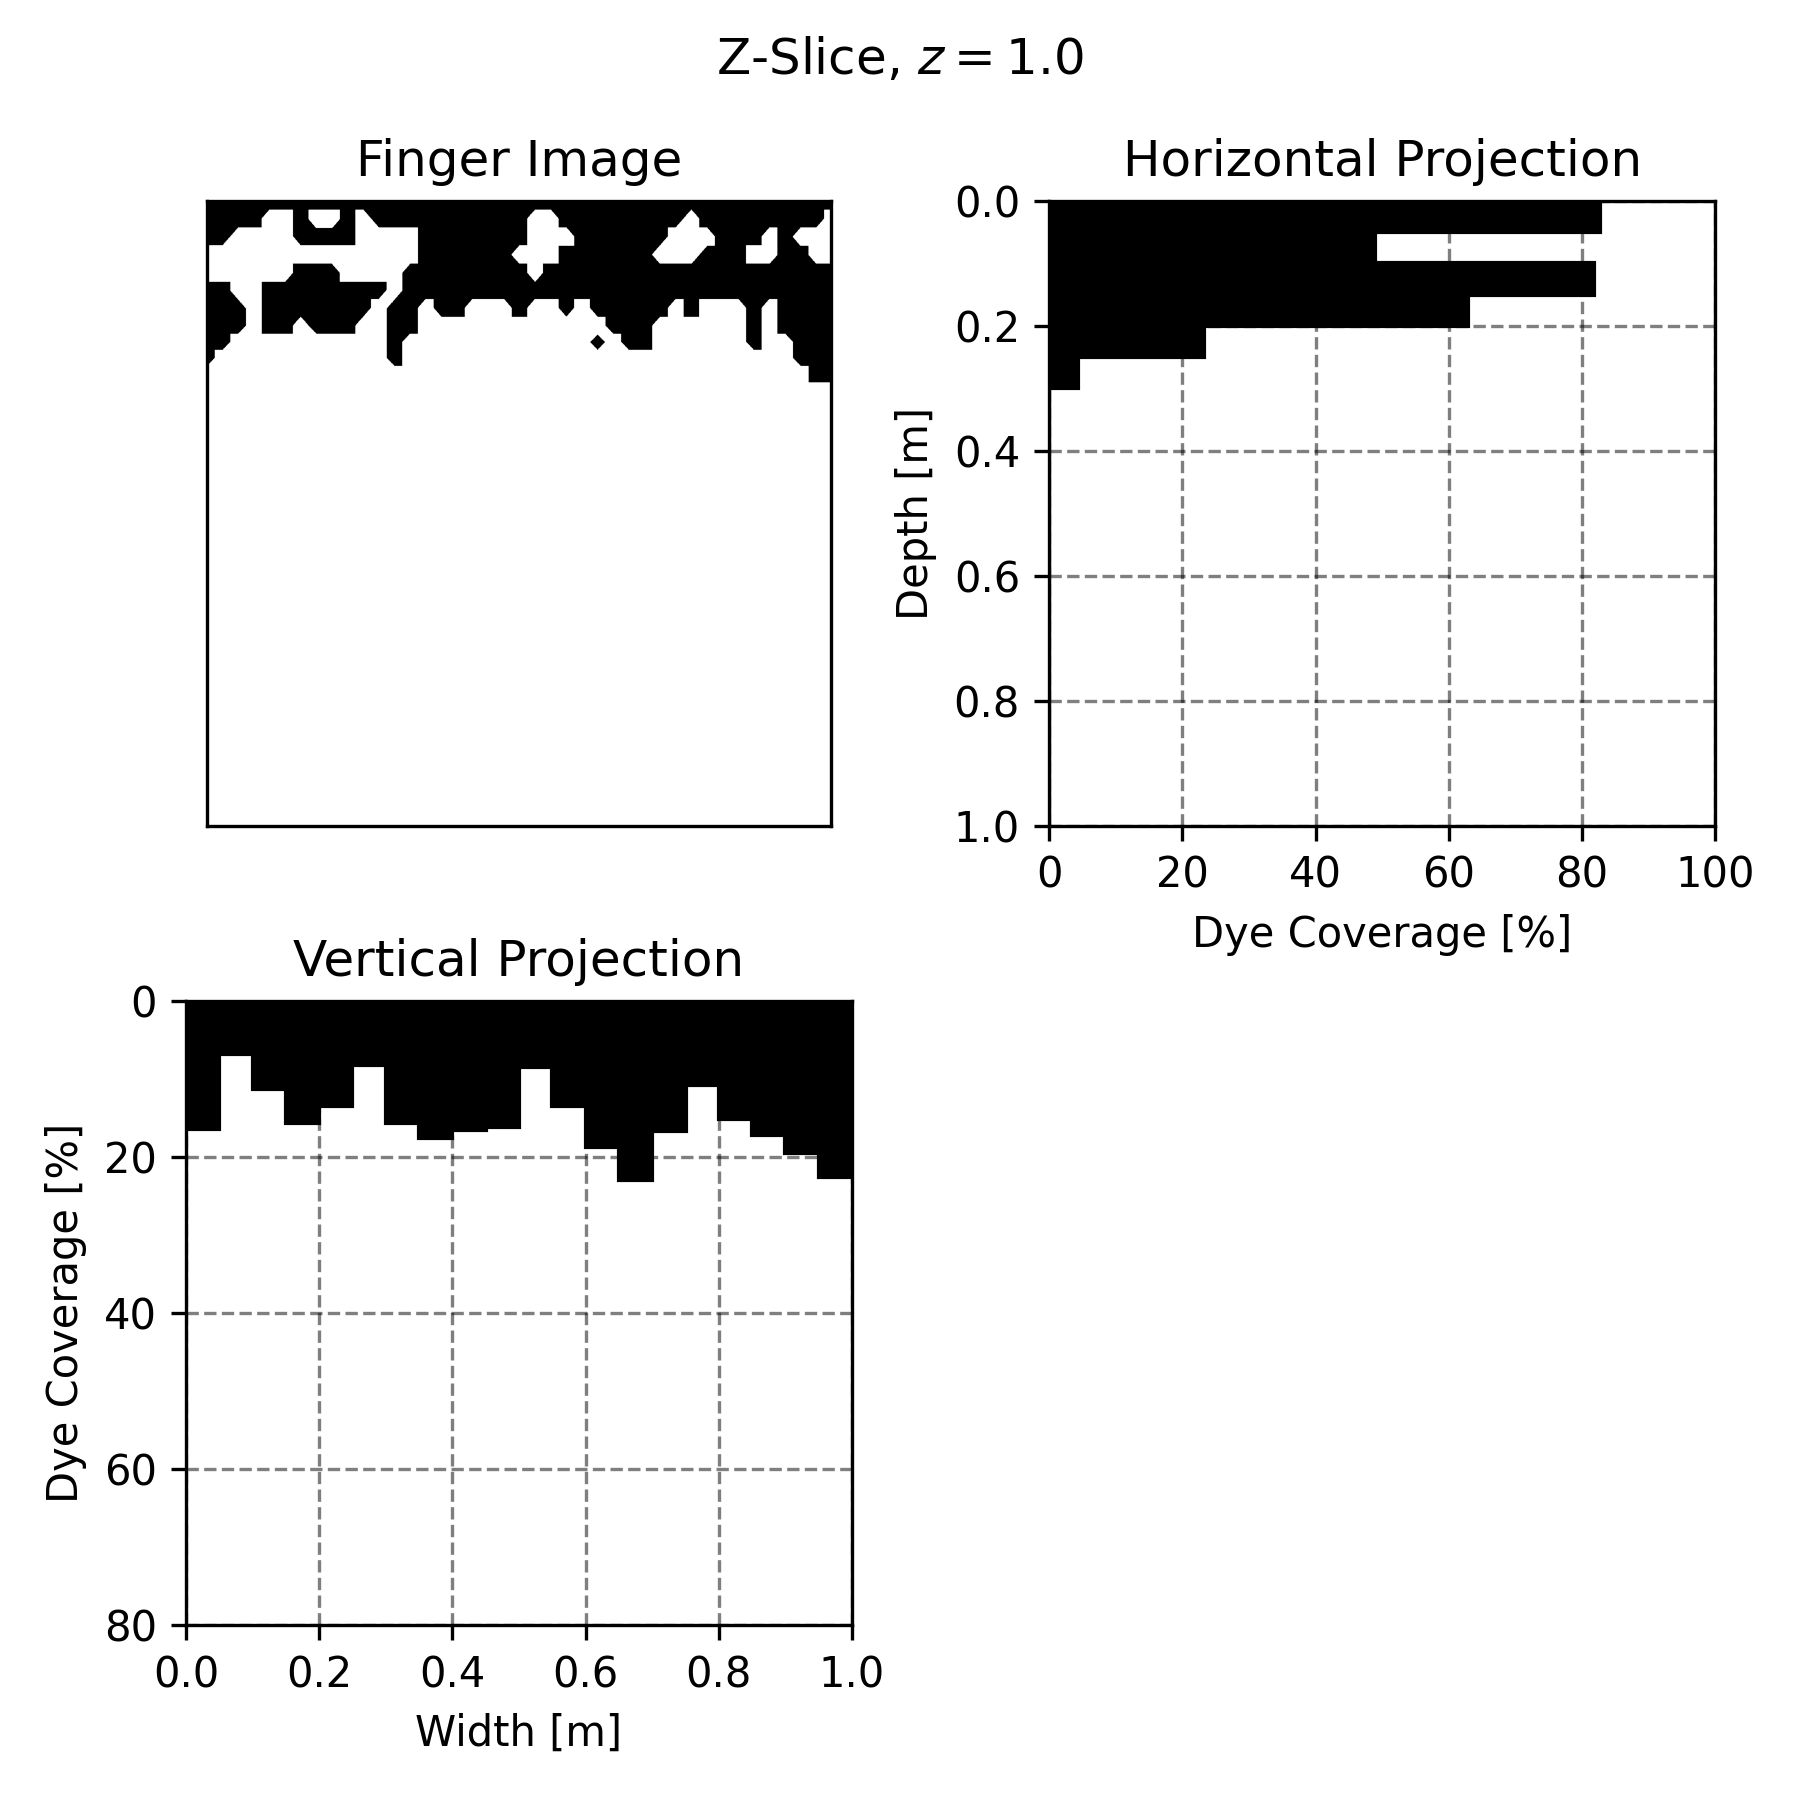 Z-Slice, z = 1.0
Finger Image
Horizontal Projection
0.0
0.2
0.4
0.6
0.8
1.0
Depth [m]
0 20 40 60 80 100
Dye Coverage [%]
Vertical Projection
0
20
40
60
80
Dye Coverage [%]
0.0 0.2 0.4 0.6 0.8 1.0
Width [m]